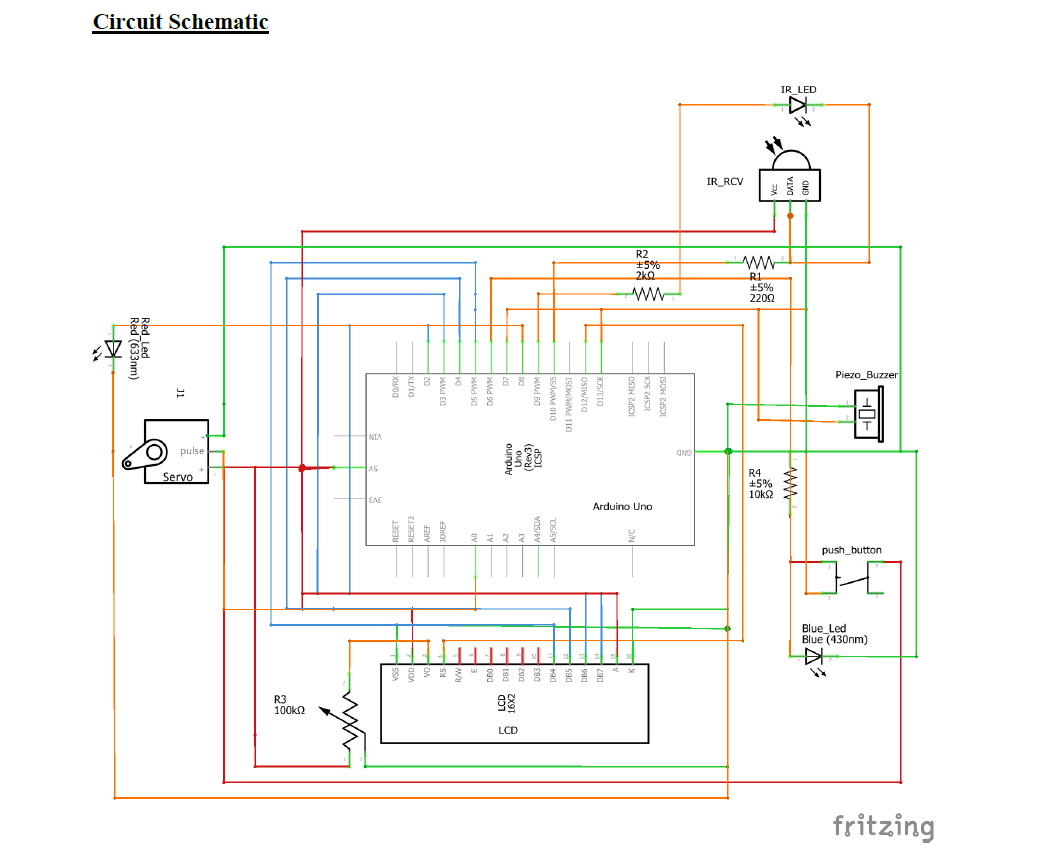 Circuit Schematic
IR_LED
IR_RCV
Vcc
DATA
GND
R2
±5%
2kΩ
R1
±5%
220Ω
Red_Led
Red (633nm)
J1
pulse
+
Servo
D0/RX
D1/TX
D2
D3 PWM
D4
D5 PWM
D6 PWM
D7
D8
D9 PWM
D10 PWM/SS
D11 PWM/MOSI
D12/MISO
D13/SCK
ICSP2 MISO
ICSP2 SCK
ICSP2 MOSI
VIN
5V
3V3
Arduino
Uno
(Rev3)
ICSP
GND
Arduino Uno
RESET
RESET2
AREF
IOREF
A0
A1
A2
A3
A4/SDA
A5/SCL
N/C
Piezo_Buzzer
R4
±5%
10kΩ
push_button
Blue_Led
Blue (430nm)
R3
100kΩ
VSS
VDD
VO
RS
R/W
E
DB0
DB1
DB2
DB3
DB4
DB5
DB6
DB7
A
K
LCD
16X2
LCD
fritzing